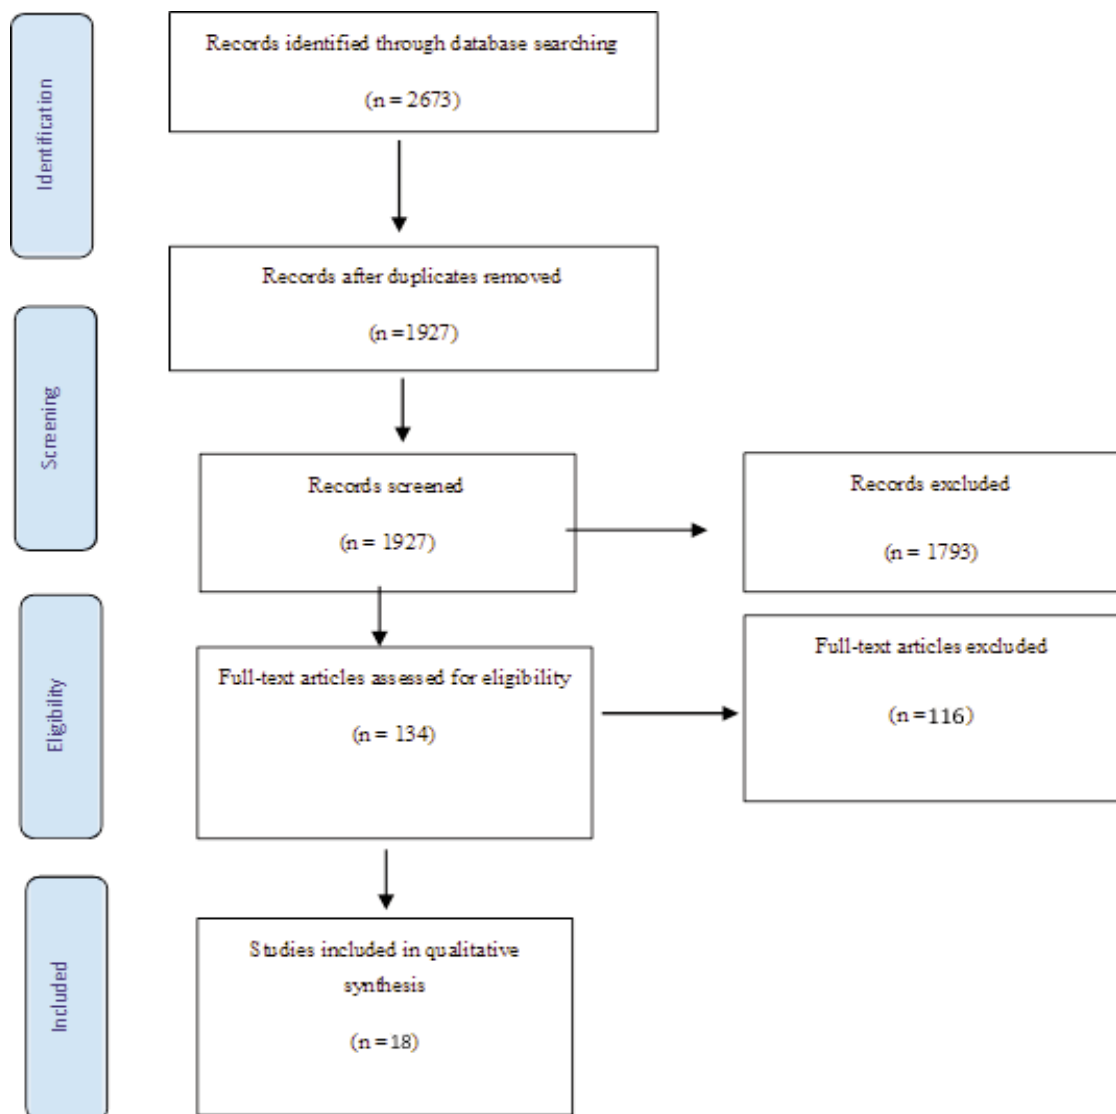 Identification
Records identified through database searching
(n = 2673)
Records after duplicates removed
(n =1927)
Screening
Records screened
(n = 1927)
Records excluded
(n = 1793)
Eligibility
Full-text articles assessed for eligibility
(n = 134)
Full-text articles excluded
(n =116)
Included
Studies included in qualitative
synthesis
(n =18)